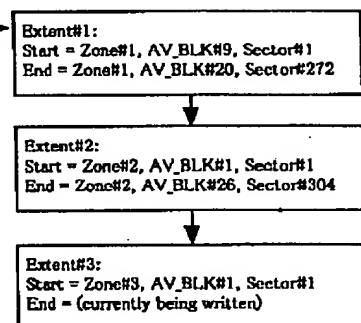 Extent#1:
Start = Zone#1, AV_BLK#9, Sector#1
End = Zone#1, AV_BLK#20, Sector#272
Extent#2:
Start = Zone#2, AV_BLK#1, Sector#1
End = Zone#2, AV_BLK#26, Sector#304
Extent#3:
Start = Zone#3, AV_BLK#1, Sector#1
End = (currently being written)